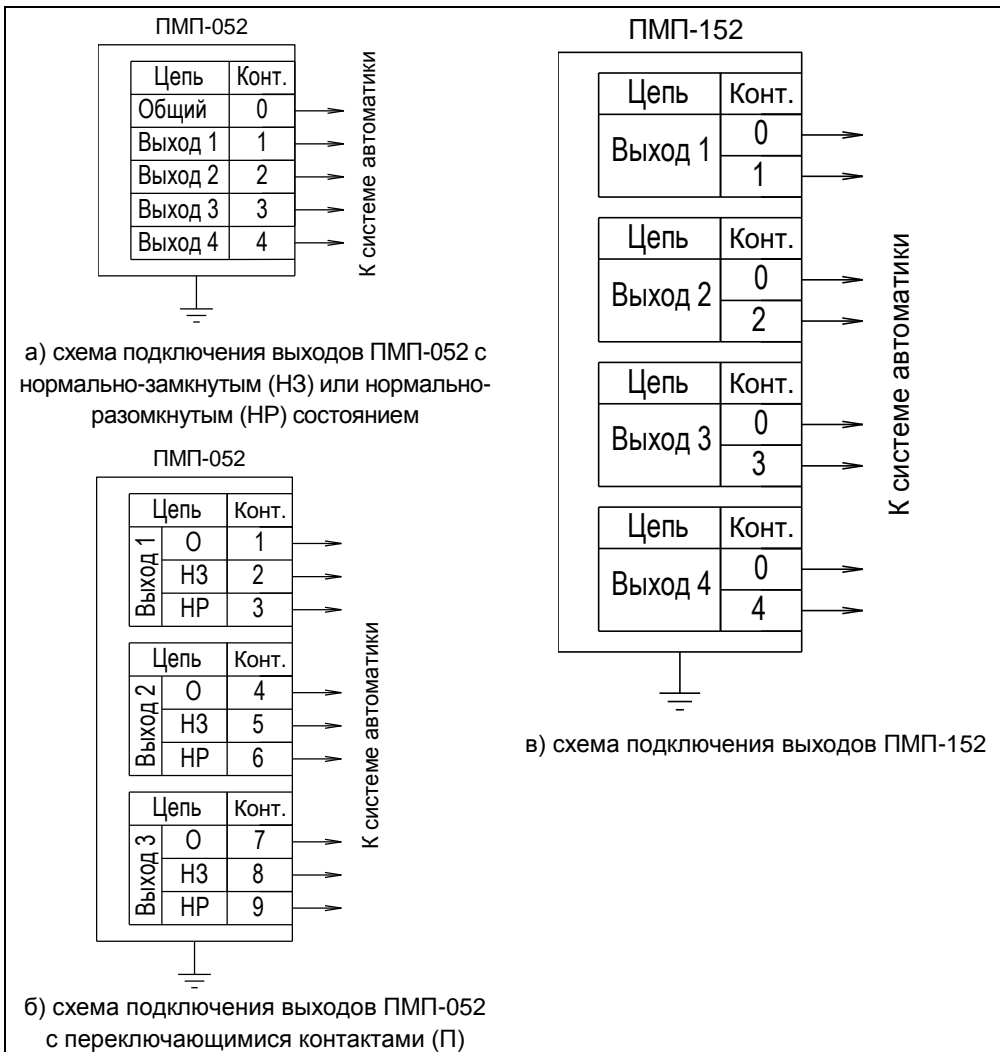 ПМП-052
Цепь Конт.
Общий 0
Выход 1 1
Выход 2 2
Выход 3 3
Выход 4 4
К системе автоматики
а) схема подключения выходов ПМП-052 с
нормально-замкнутым (НЗ) или нормально-
разомкнутым (НР) состоянием
ПМП-052
Цепь Конт.
Выход 1
О 1
НЗ 2
НР 3
Цепь Конт.
Выход 2
О 4
НЗ 5
НР 6
Цепь Конт.
Выход 3
О 7
НЗ 8
НР 9
К системе автоматики
б) схема подключения выходов ПМП-052
с переключающимися контактами (П)
ПМП-152
Цепь Конт.
Выход 1
0
1
Цепь Конт.
Выход 2
0
2
Цепь Конт.
Выход 3
0
3
Цепь Конт.
Выход 4
0
4
К системе автоматики
в) схема подключения выходов ПМП-152